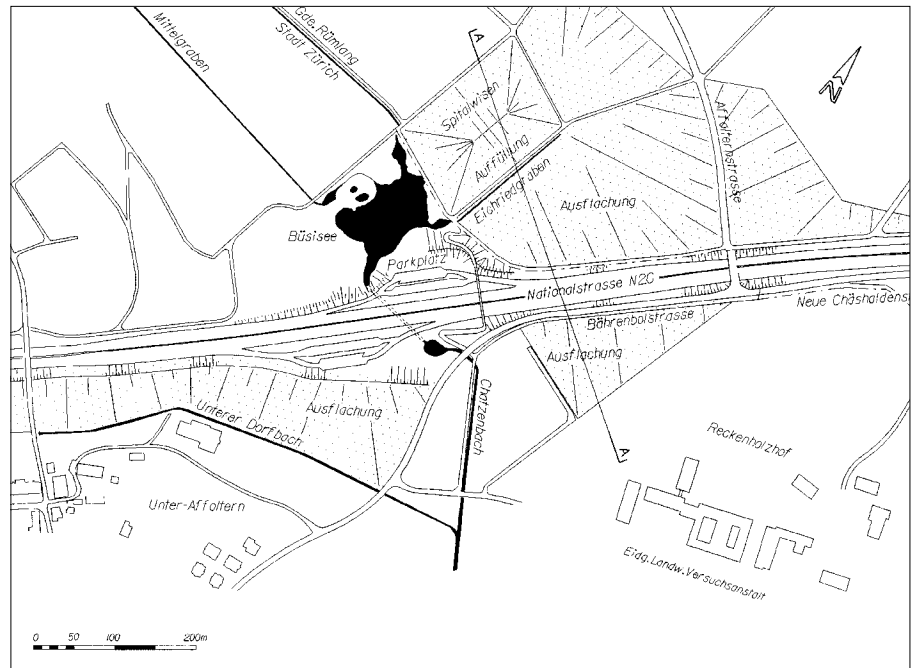 Mittelgraben
Gde. Rümlang
Stadt Zürich
A
Spitalwisen
Auffüllung
Eichriedgraben
Ausflachung
Affolternstrasse
N
Büsisee
Parkplatz
Nationalstrasse N20
Bährenbolstrasse
Neue Chäshaldenst
Ausflachung
Ausflachung
Unterer Dorfbach
Chatzenbach
A
Unter-Affoltern
Reckenholzhof
Eidg. Landw. Versuchsanstalt
0 50 100 200m